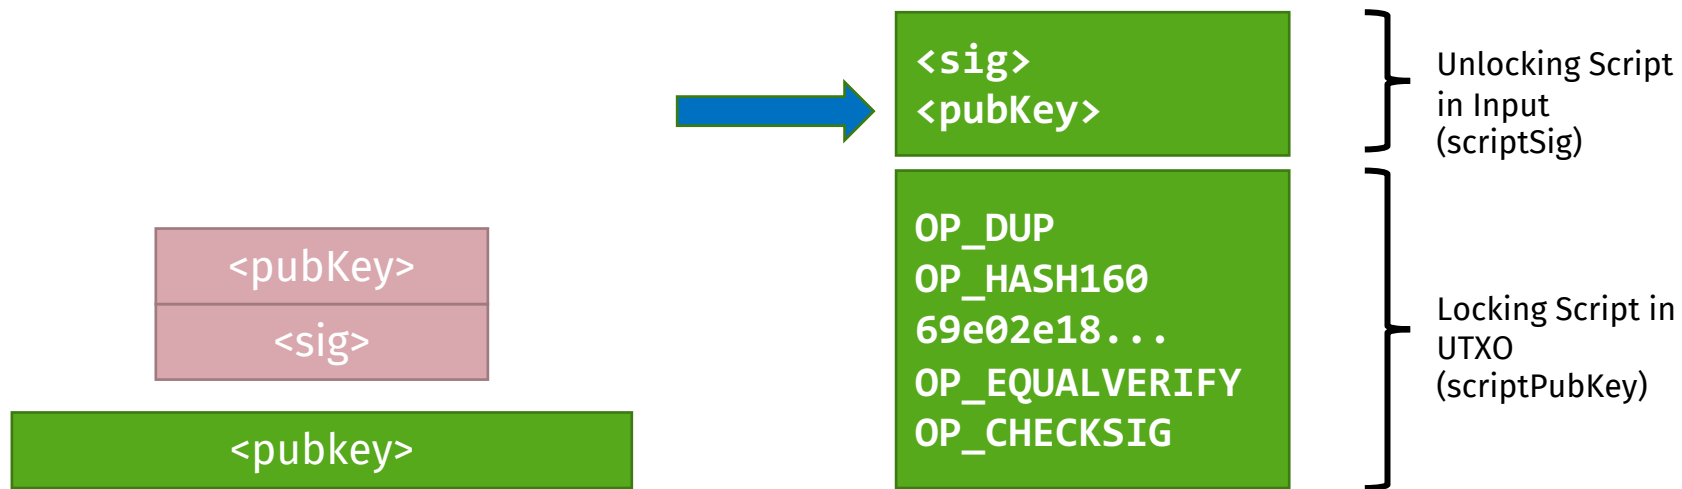 <sig>
<pubKey>
Unlocking Script
in Input
(scriptSig)
OP_DUP
OP_HASH160
69e02e18...
OP_EQUALVERIFY
OP_CHECKSIG
Locking Script in
UTXO
(scriptPubKey)
<pubKey>
<sig>
<pubkey>